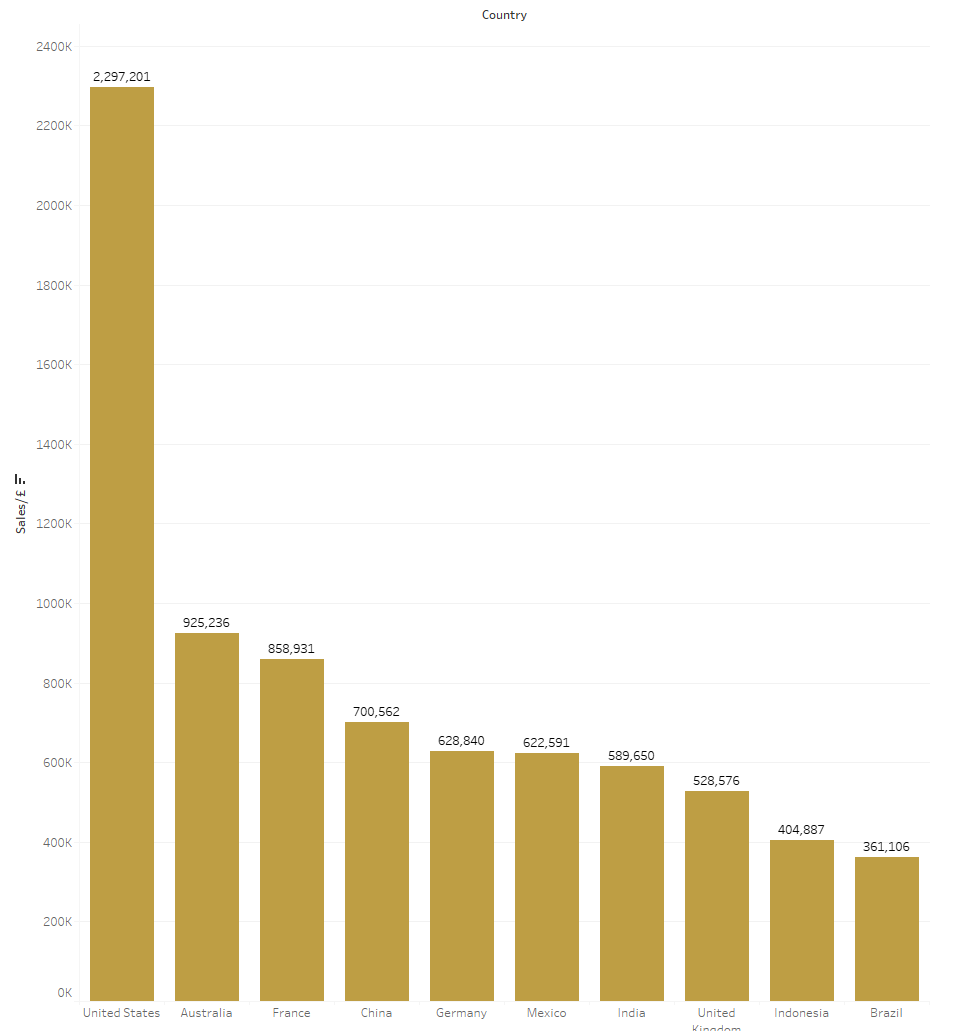 Country
2400K
2200K
2000K
1800K
1600K
1400K
1200K
1000K
800K
600K
400K
200K
0K
Sales/ £
2,297,201
925,236
858,931
700,562
628,840
622,591
589,650
528,576
404,887
361,106
United States
Australia
France
China
Germany
Mexico
India
United
Kingdom
Indonesia
Brazil